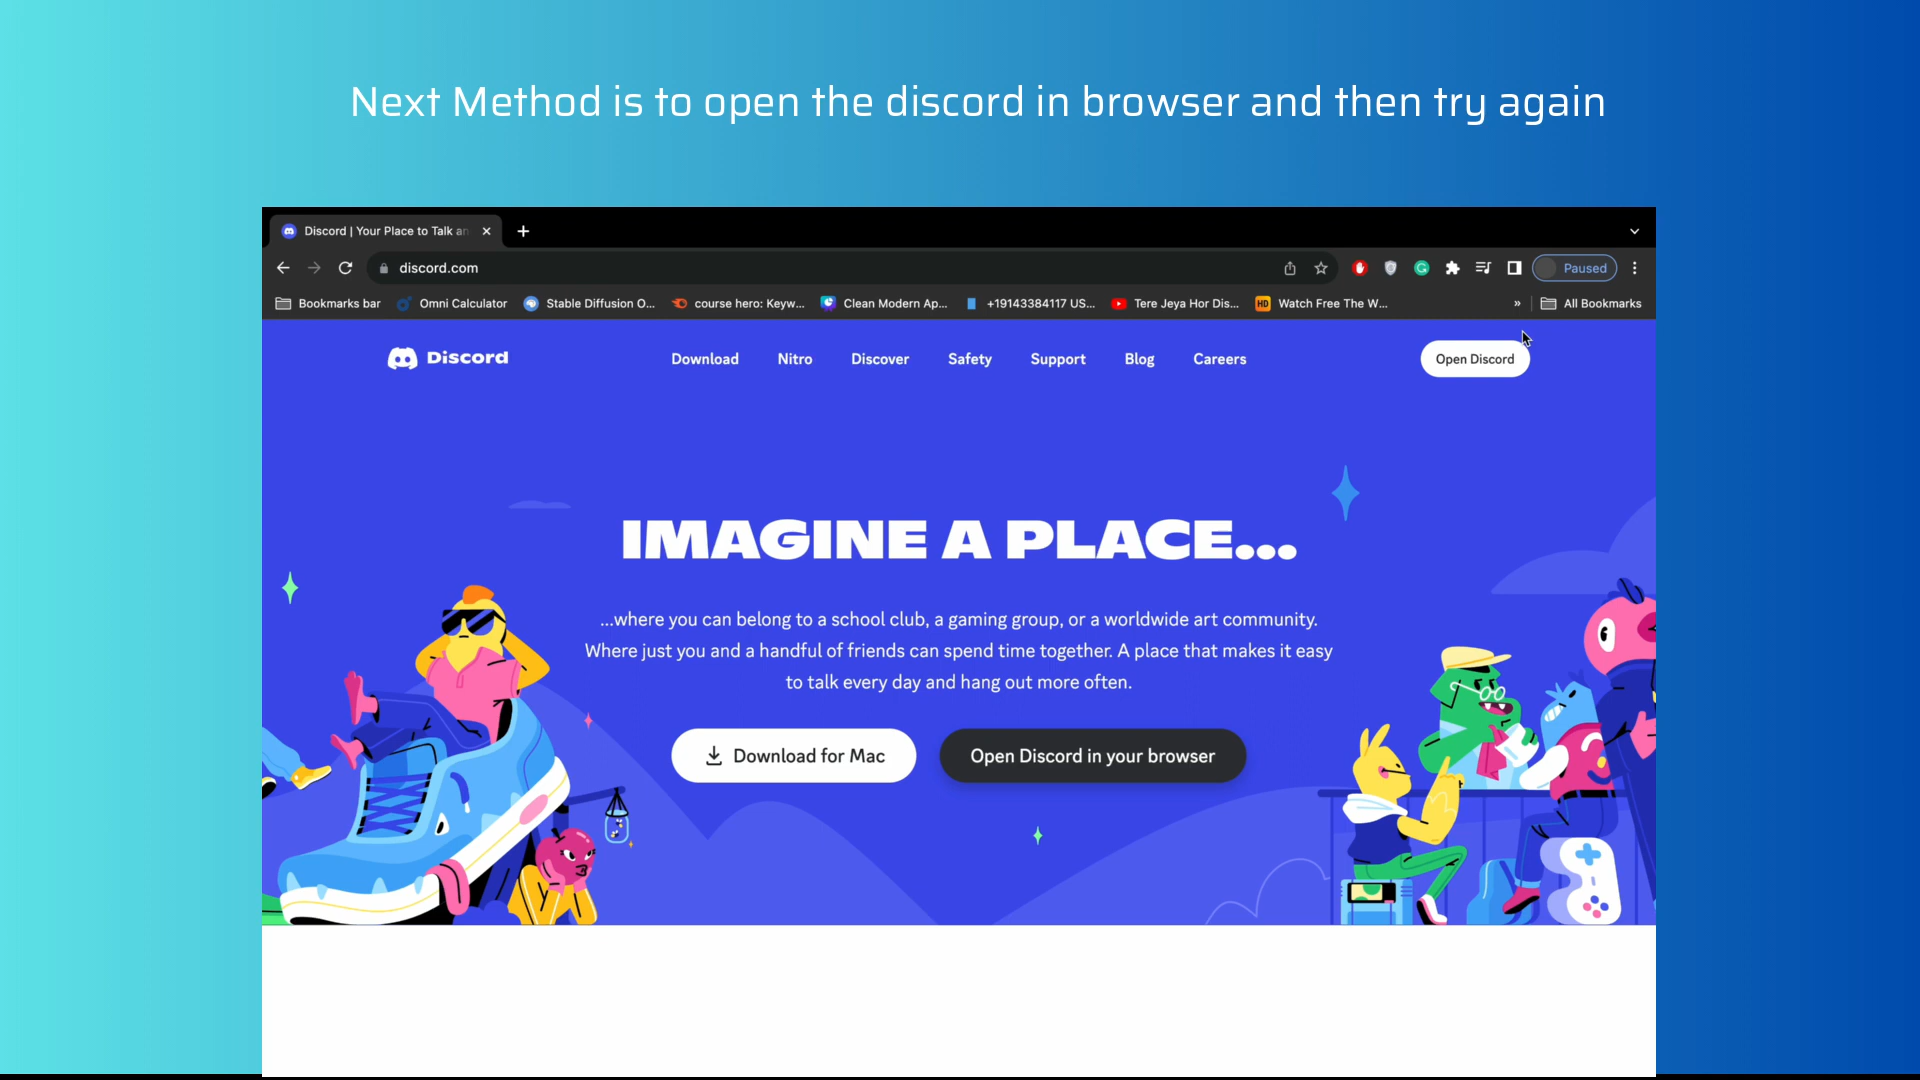 Next Method is to open the discord in browser and then try again
Discord | Your Place to Talk an
discord.com
Paused
Bookmarks bar
Omni Calculator
Stable Diffusion O...
course hero: Keyw...
Clean Modern Ap...
+19143384117 US...
Tere Jeya Hor Dis...
HD
Watch Free The W...
»
All Bookmarks
Discord
Download
Nitro
Discover
Safety
Support
Blog
Careers
Open Discord
IMAGINE A PLACE...
...where you can belong to a school club, a gaming group, or a worldwide art community.
Where just you and a handful of friends can spend time together. A place that makes it easy
to talk every day and hang out more often.
Download for Mac
Open Discord in your browser